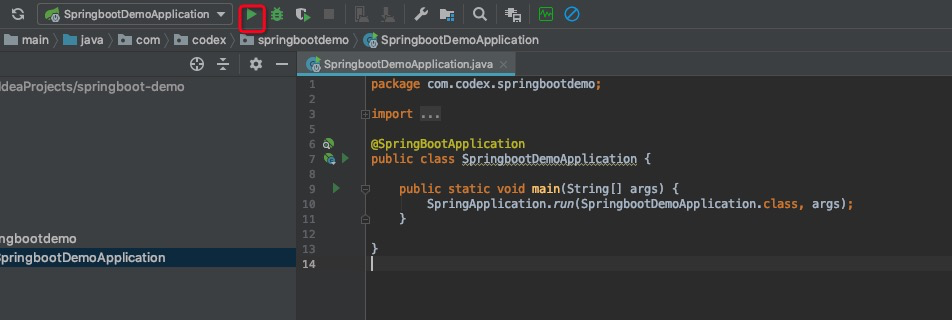 SpringbootDemoApplication
main java com codex springbootdemo SpringbootDemoApplication
IdeaProjects/springboot-demo
SpringbootDemoApplication.java
1 package com.codex.springbootdemo;
2
3 import ...
5
6 @SpringBootApplication
7 public class SpringbootDemoApplication {
8
9 public static void main(String[] args) {
10 SpringApplication.run(SpringbootDemoApplication.class, args);
11 }
12
13 }
14
ngbootdemo
SpringbootDemoApplication